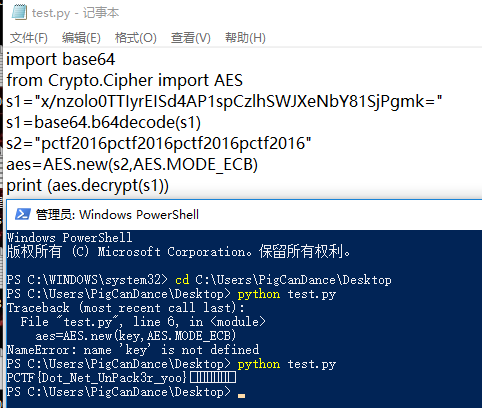 test.py - 记事本
文件(F) 编辑(E) 格式(O) 查看(V) 帮助(H)
import base64
from Crypto.Cipher import AES
s1="x/nzolo0TTIyrEISd4AP1spCzlhSWJXeNbY81SjPgmk="
s1=base64.b64decode(s1)
s2="pctf2016pctf2016pctf2016pctf2016"
aes=AES.new(s2,AES.MODE_ECB)
print (aes.decrypt(s1))
管理员: Windows PowerShell
Windows PowerShell
版权所有 (C) Microsoft Corporation。保留所有权利。
PS C:\WINDOWS\system32> cd C:\Users\PigCanDance\Desktop
PS C:\Users\PigCanDance\Desktop> python test.py
Traceback (most recent call last):
  File "test.py", line 6, in <module>
    aes=AES.new(key,AES.MODE_ECB)
NameError: name 'key' is not defined
PS C:\Users\PigCanDance\Desktop> python test.py
PCTF{Dot_Net_UnPack3r_yoo}
PS C:\Users\PigCanDance\Desktop>